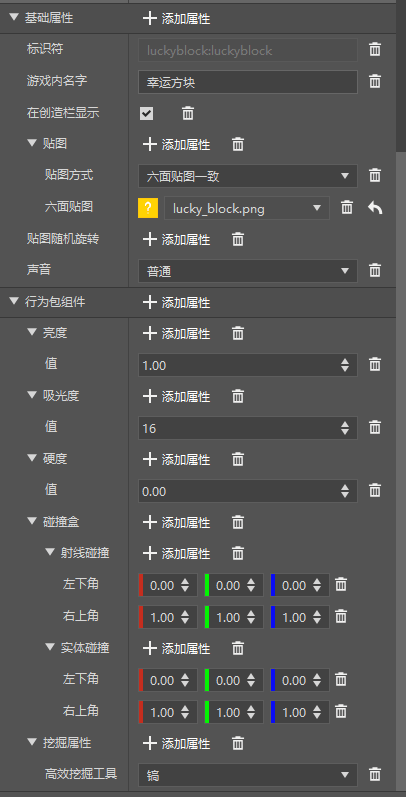 基础属性 添加属性
标识符 luckyblock:luckyblock
游戏内名字 幸运方块
在创造栏显示
贴图 添加属性
贴图方式 六面贴图一致
六面贴图 ? lucky_block.png
贴图随机旋转 添加属性
声音 普通
行为包组件 添加属性
亮度 添加属性
值 1.00
吸光度 添加属性
值 16
硬度 添加属性
值 0.00
碰撞盒 添加属性
射线碰撞 添加属性
左下角 0.00 0.00 0.00
右上角 1.00 1.00 1.00
实体碰撞 添加属性
左下角 0.00 0.00 0.00
右上角 1.00 1.00 1.00
挖掘属性 添加属性
高效挖掘工具 镐